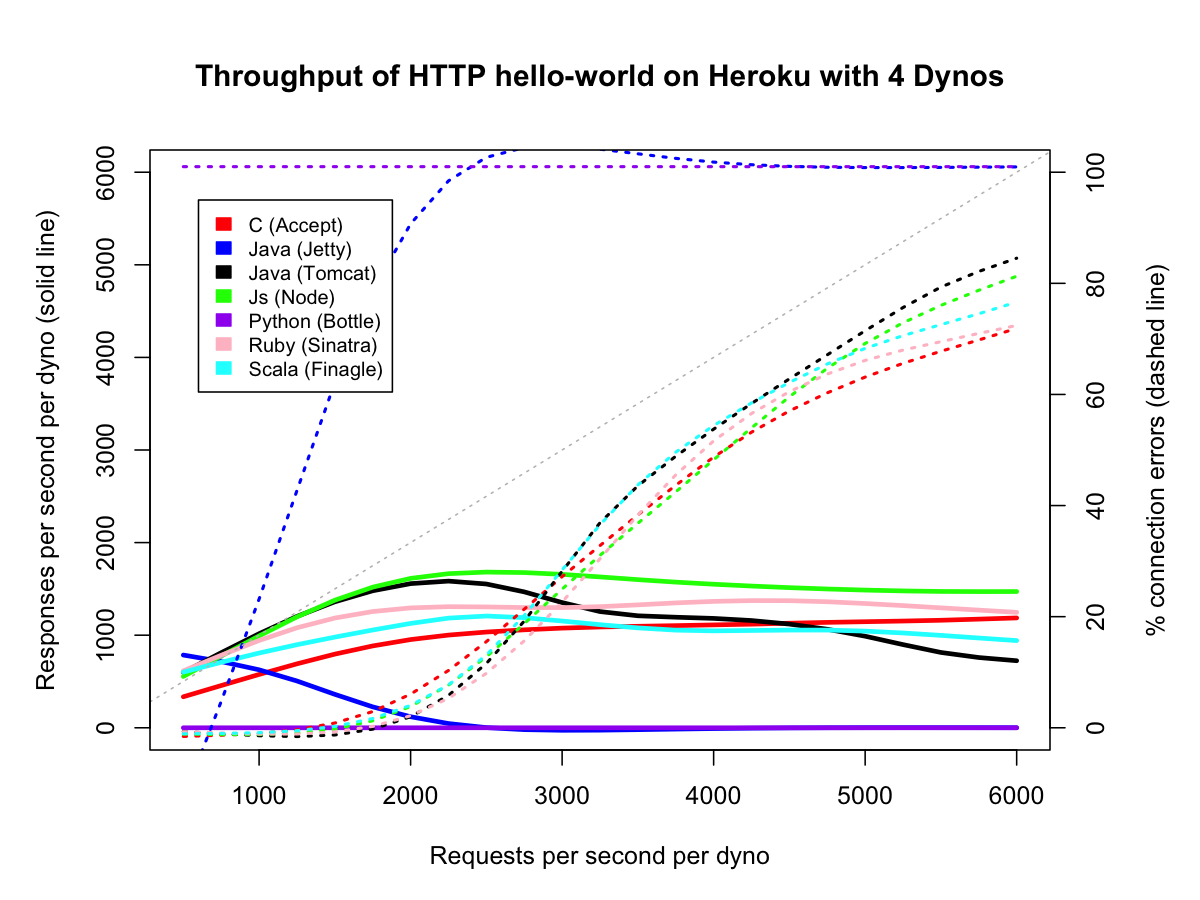 Throughput of HTTP hello-world on Heroku with 4 Dynos
Responses per second per dyno (solid line)
6000
5000
4000
3000
2000
1000
0
C (Accept)
Java (Jetty)
Java (Tomcat)
Js (Node)
Python (Bottle)
Ruby (Sinatra)
Scala (Finagle)
100
80
60
40
20
0
% connection errors (dashed line)
1000 2000 3000 4000 5000 6000
Requests per second per dyno